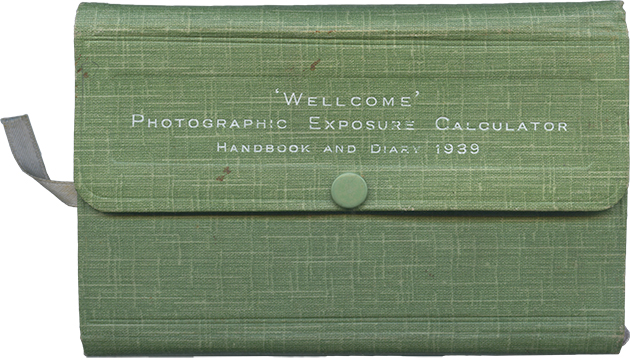 'WELLCOME'
PHOTOGRAPHIC EXPOSURE CALCULATOR
HANDBOOK AND DIARY 1939